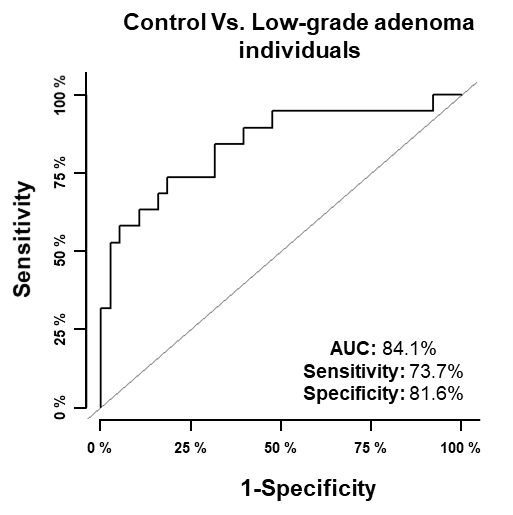 Control Vs. Low-grade adenoma
individuals
Sensitivity
100 %
75 %
50 %
25 %
0 %
AUC: 84.1%
Sensitivity: 73.7%
Specificity: 81.6%
0 %
25 %
50 %
75 %
100 %
1-Specificity